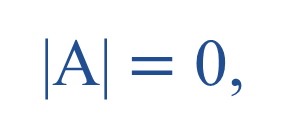 |A| = 0,